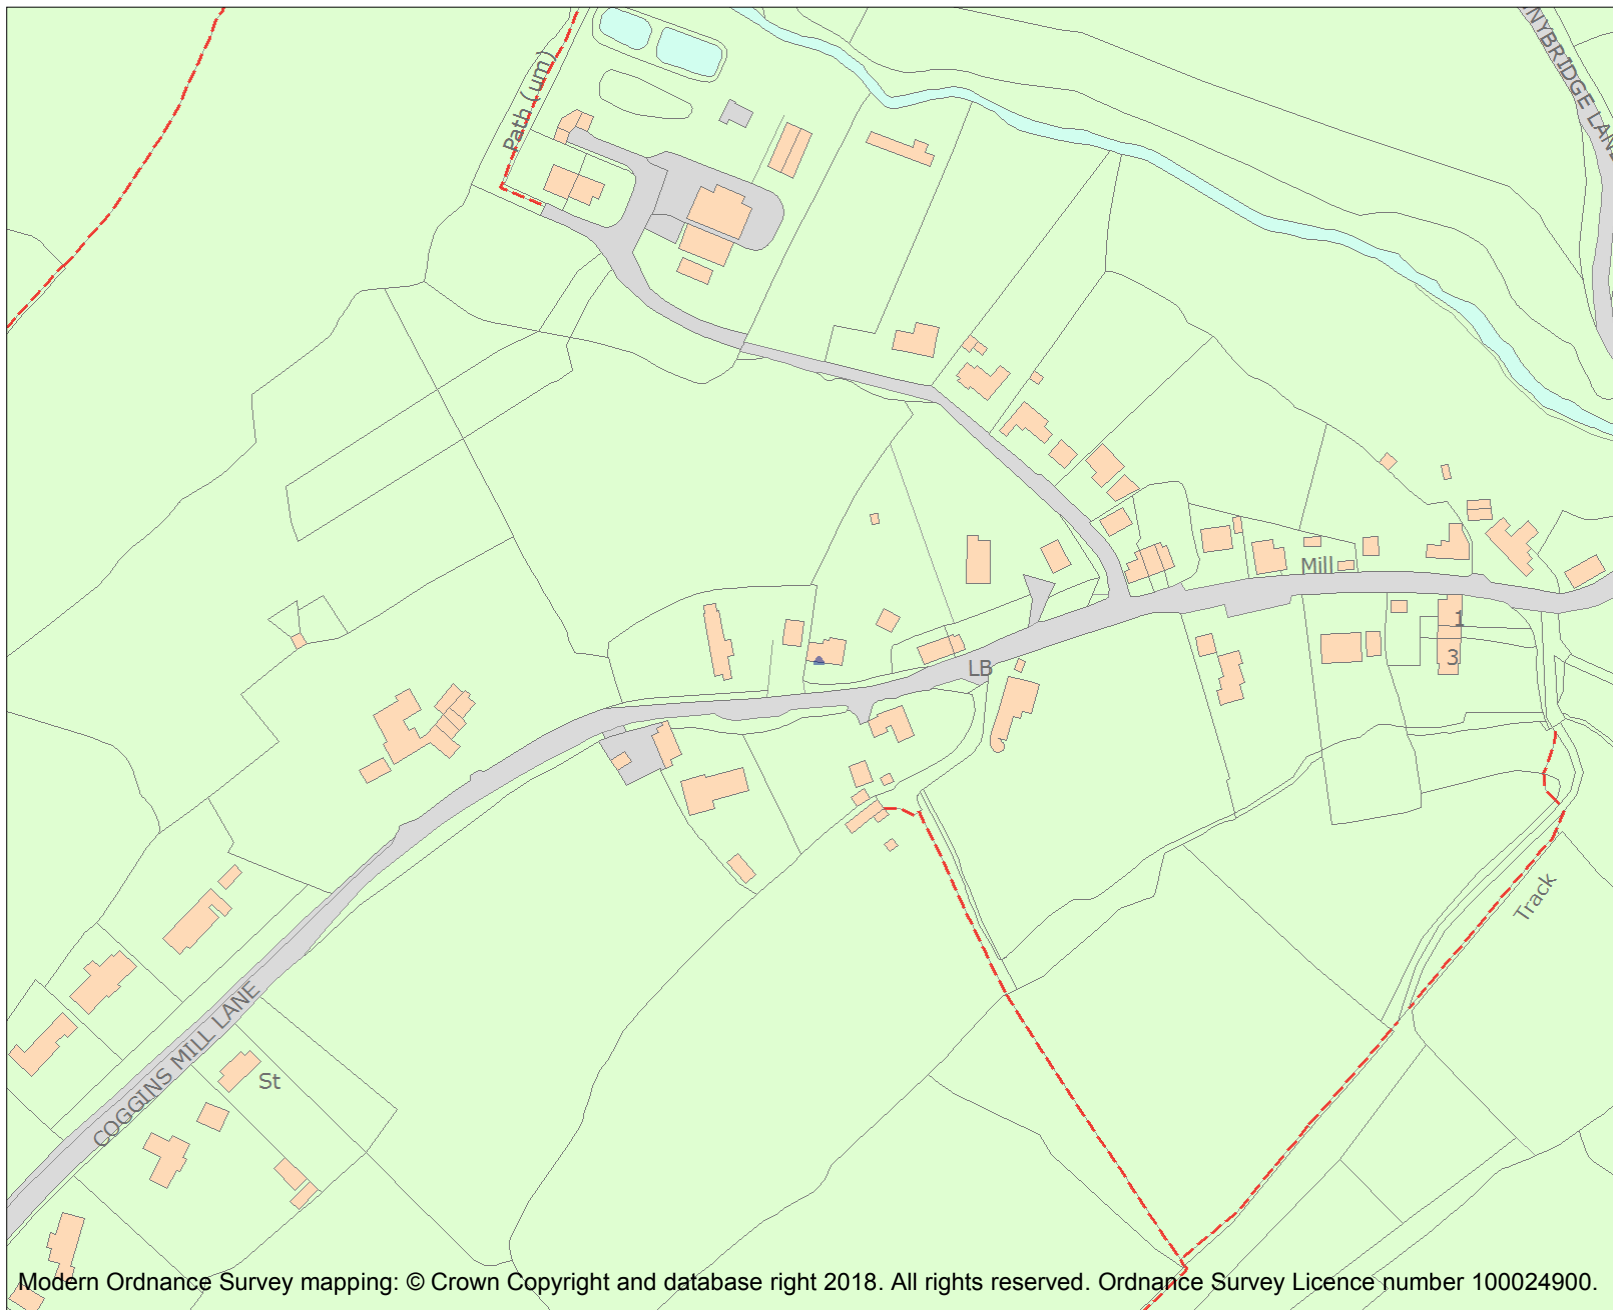 NYBRIDGE LANE
Path (um)
Mill
1
3
LB
Track
COGGINS MILL LANE
St
Modern Ordnance Survey mapping: © Crown Copyright and database right 2018. All rights reserved. Ordnance Survey Licence number 100024900.